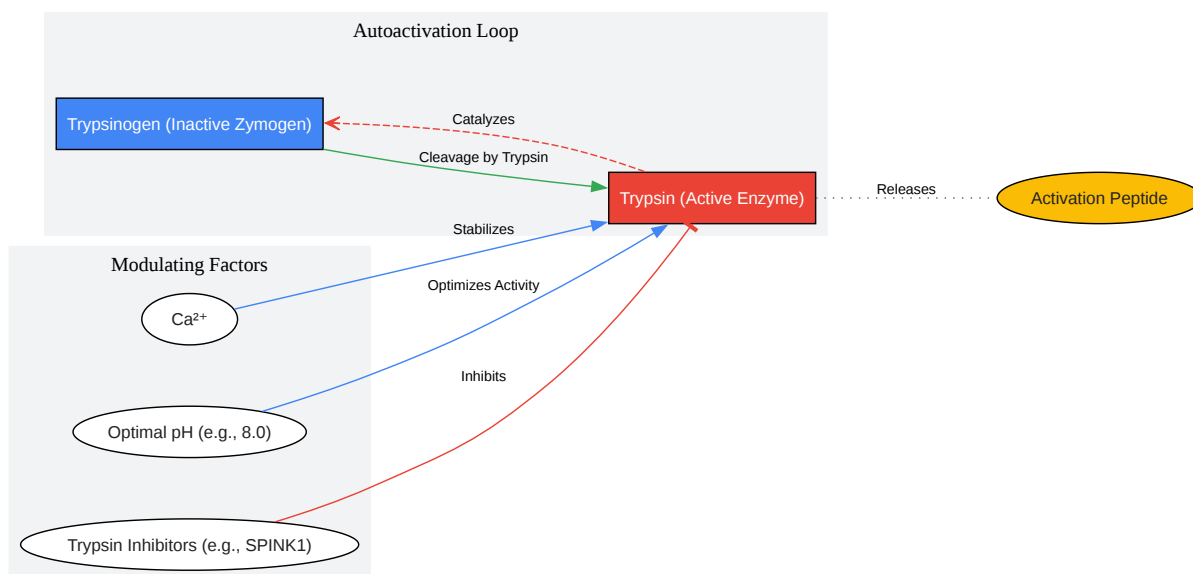 Autoactivation Loop
Trypsinogen (Inactive Zymogen)
Catalyzes
Cleavage by Trypsin
Trypsin (Active Enzyme)
Releases
Activation Peptide
Stabilizes
Modulating Factors
Ca²⁺
Optimizes Activity
Inhibits
Optimal pH (e.g., 8.0)
Trypsin Inhibitors (e.g., SPINK1)